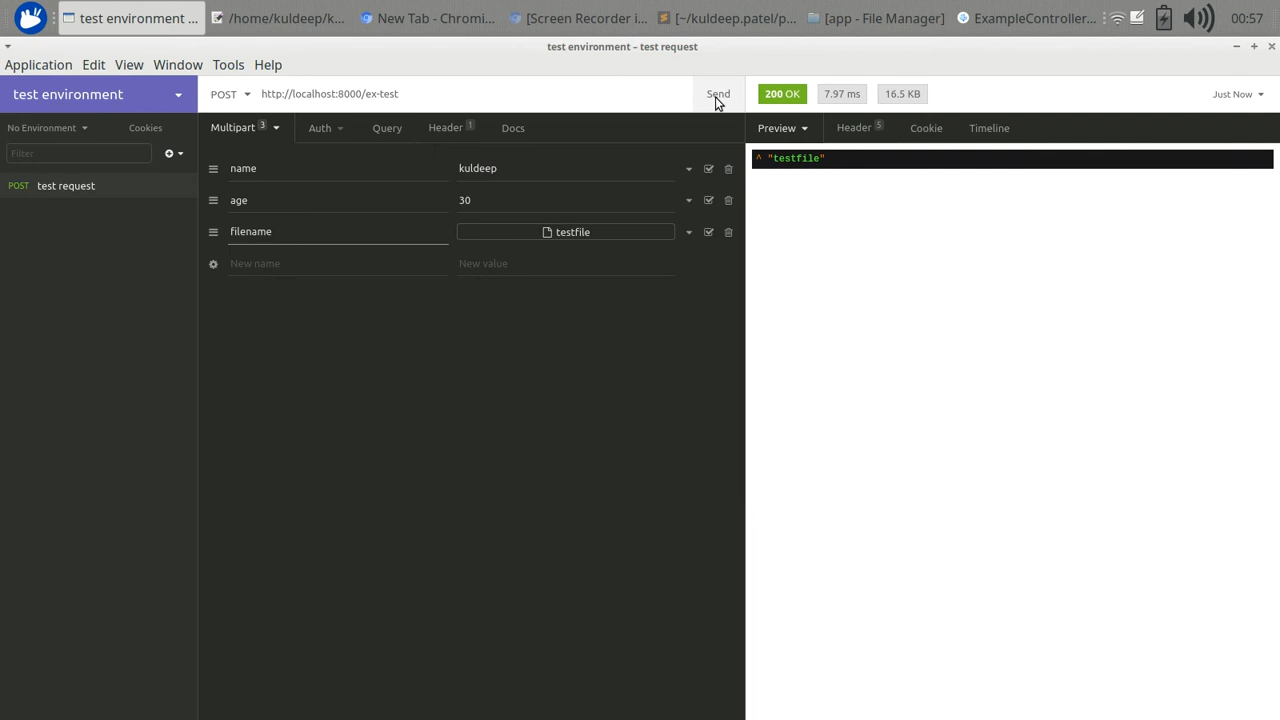 test environment ...
/home/kuldeep/k...
New Tab - Chromi...
[Screen Recorder i...
[~/kuldeep.patel/p...
[app - File Manager]
ExampleController...
00:57
test environment – test request
Application Edit View Window Tools Help
test environment
POST http://localhost:8000/ex-test Send
200 OK 7.97 ms 16.5 KB Just Now
No Environment Cookies
Multipart 3 Auth Query Header 1 Docs
Preview Header 5 Cookie Timeline
Filter
POST test request
name kuldeep
age 30
filename testfile
New name New value
^ "testfile"